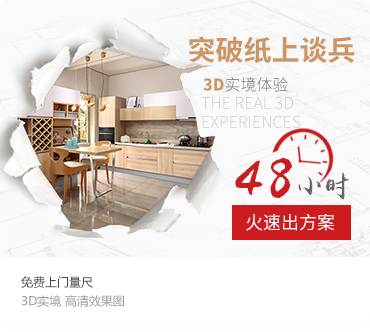 突破纸上谈兵
3D实境体验
THE REAL 3D
EXPERIENCES
48小时
火速出方案
免费上门量尺
3D实境 高清效果图